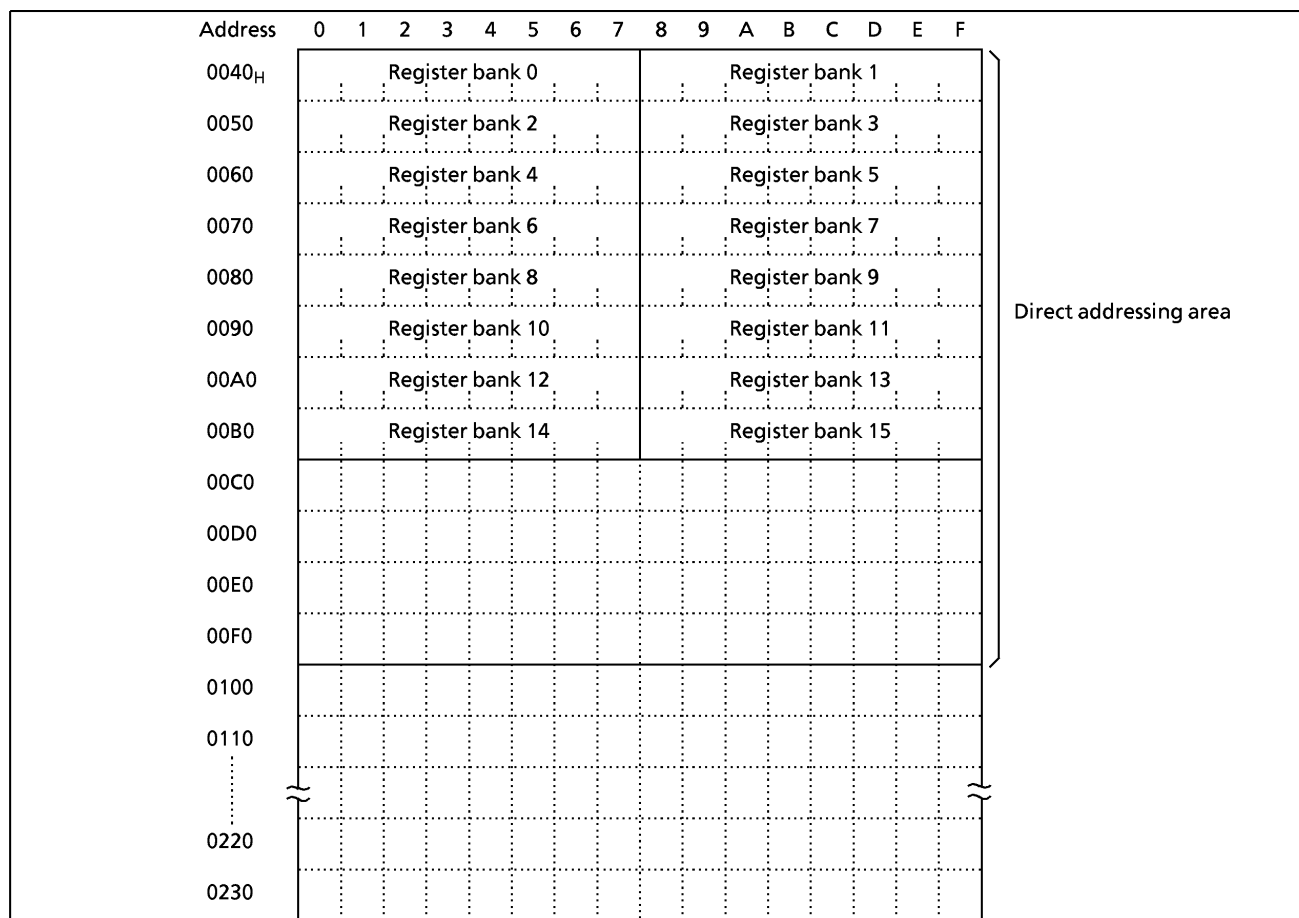 Address 0 1 2 3 4 5 6 7 8 9 A B C D E F
0040H Register bank 0 Register bank 1
0050 Register bank 2 Register bank 3
0060 Register bank 4 Register bank 5
0070 Register bank 6 Register bank 7
0080 Register bank 8 Register bank 9
Direct addressing area
0090 Register bank 10 Register bank 11
00A0 Register bank 12 Register bank 13
00B0 Register bank 14 Register bank 15
00C0
00D0
00E0
00F0
0100
0110
0220
0230